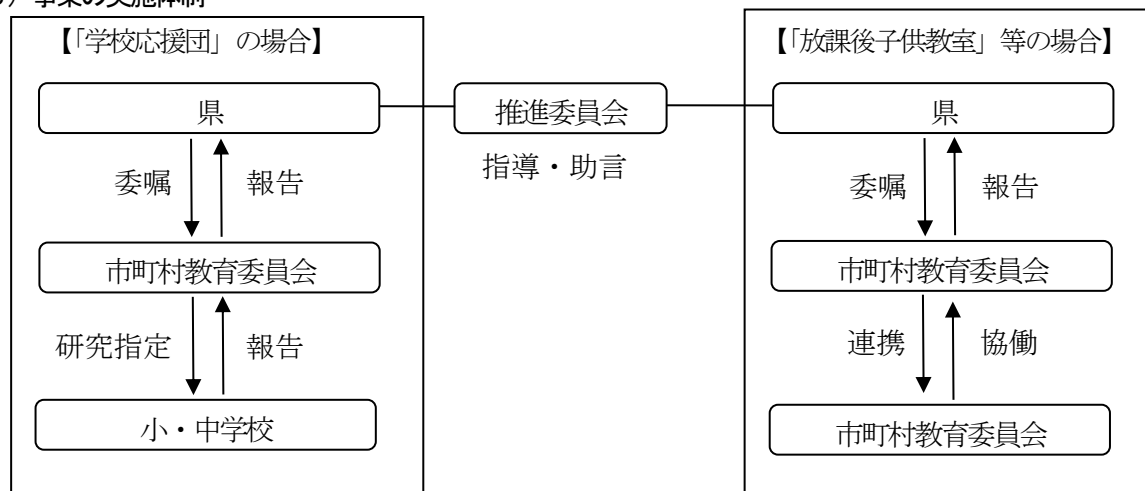 事業の実施体制
【「学校応援団」の場合】
県
委嘱 報告
市町村教育委員会
研究指定 報告
小・中学校
推進委員会
指導・助言
【「放課後子供教室」等の場合】
県
委嘱 報告
市町村教育委員会
連携 協働
市町村教育委員会